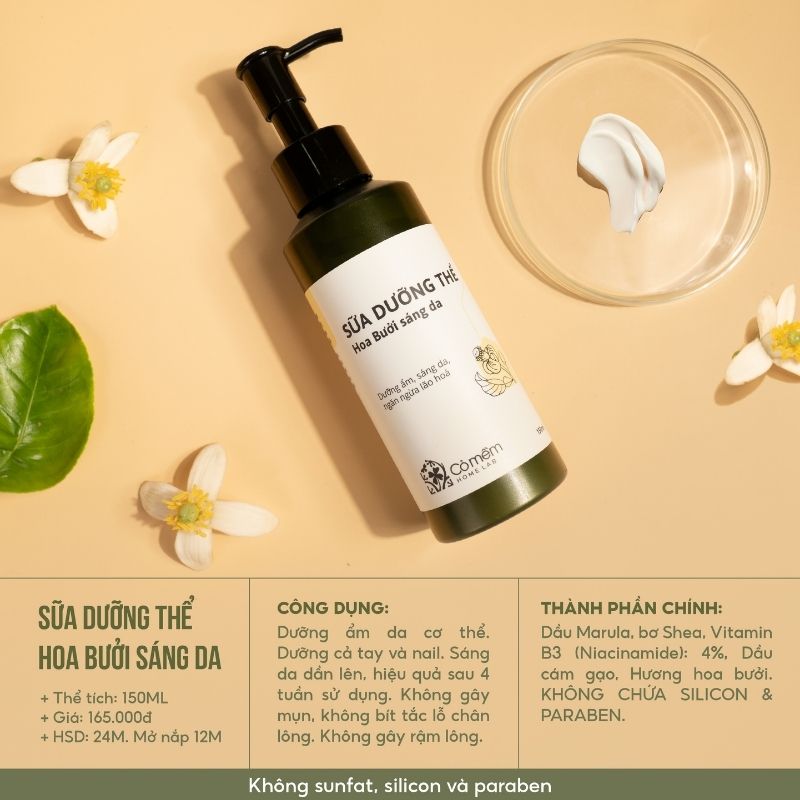 SỮA DƯỠNG THỂ
Hoa Bưởi sáng da
Dưỡng ẩm, sáng da,
ngăn ngừa lão hoá
Cỏ mềm
HOME LAB
SỮA DƯỠNG THỂ
HOA BƯỞI SÁNG DA
+ Thể tích: 150ML
+ Giá: 165.000đ
+ HSD: 24M. Mở nắp 12M
CÔNG DỤNG:
Dưỡng ẩm da cơ thể.
Dưỡng cả tay và nail. Sáng
da dần lên, hiệu quả sau 4
tuần sử dụng. Không gây
mụn, không bít tắc lỗ chân
lông. Không gây rậm lông.
THÀNH PHẦN CHÍNH:
Dầu Marula, bơ Shea, Vitamin
B3 (Niacinamide): 4%, Dầu
cám gạo, Hương hoa bưởi.
KHÔNG CHỨA SILICON &
PARABEN.
Không sunfat, silicon và paraben